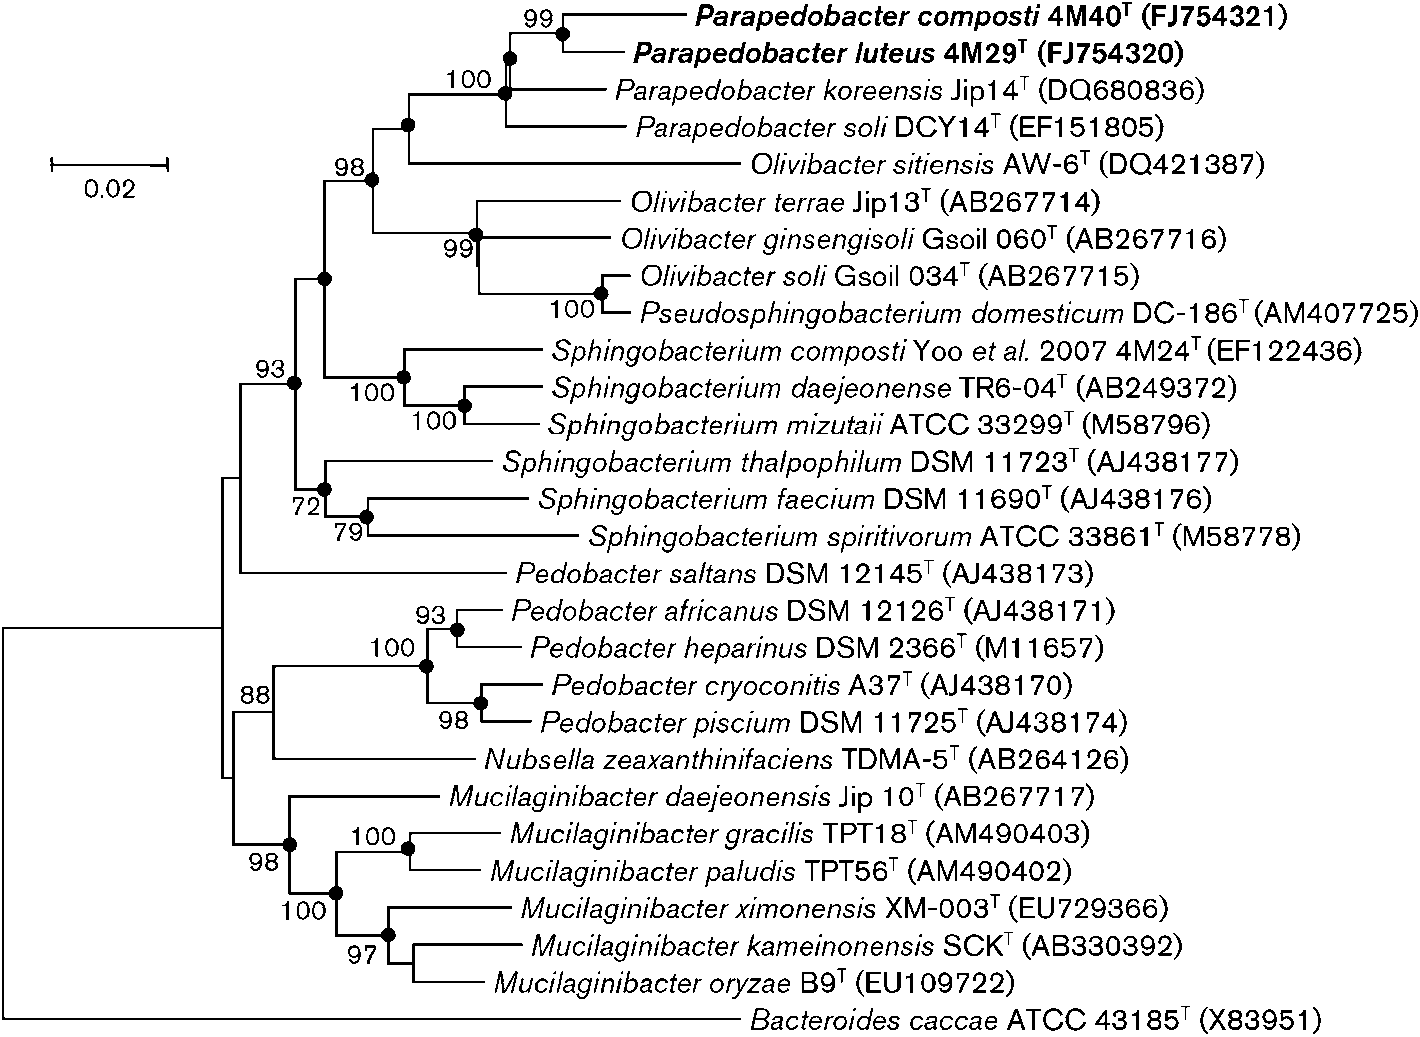 99
Parapedobacter composti 4M40ᵀ (FJ754321)
Parapedobacter luteus 4M29ᵀ (FJ754320)
100
Parapedobacter koreensis Jip14ᵀ (DQ680836)
Parapedobacter soli DCY14ᵀ (EF151805)
98
Olivibacter sitiensis AW-6ᵀ (DQ421387)
0.02
Olivibacter terrae Jip13ᵀ (AB267714)
99
Olivibacter ginsengisoli Gsoil 060ᵀ (AB267716)
Olivibacter soli Gsoil 034ᵀ (AB267715)
100
Pseudosphingobacterium domesticum DC-186ᵀ (AM407725)
Sphingobacterium composti Yoo et al. 2007 4M24ᵀ (EF122436)
93
100
Sphingobacterium daejeonense TR6-04ᵀ (AB249372)
100
Sphingobacterium mizutaii ATCC 33299ᵀ (M58796)
Sphingobacterium thalpophilum DSM 11723ᵀ (AJ438177)
72
Sphingobacterium faecium DSM 11690ᵀ (AJ438176)
79
Sphingobacterium spiritivorum ATCC 33861ᵀ (M58778)
Pedobacter saltans DSM 12145ᵀ (AJ438173)
93
Pedobacter africanus DSM 12126ᵀ (AJ438171)
100
Pedobacter heparinus DSM 2366ᵀ (M11657)
88
Pedobacter cryoconitis A37ᵀ (AJ438170)
98
Pedobacter piscium DSM 11725ᵀ (AJ438174)
Nubsella zeaxanthinifaciens TDMA-5ᵀ (AB264126)
Mucilaginibacter daejeonensis Jip 10ᵀ (AB267717)
100
Mucilaginibacter gracilis TPT18ᵀ (AM490403)
98
Mucilaginibacter paludis TPT56ᵀ (AM490402)
100
Mucilaginibacter ximonensis XM-003ᵀ (EU729366)
97
Mucilaginibacter kameinonensis SCKᵀ (AB330392)
Mucilaginibacter oryzae B9ᵀ (EU109722)
Bacteroides caccae ATCC 43185ᵀ (X83951)